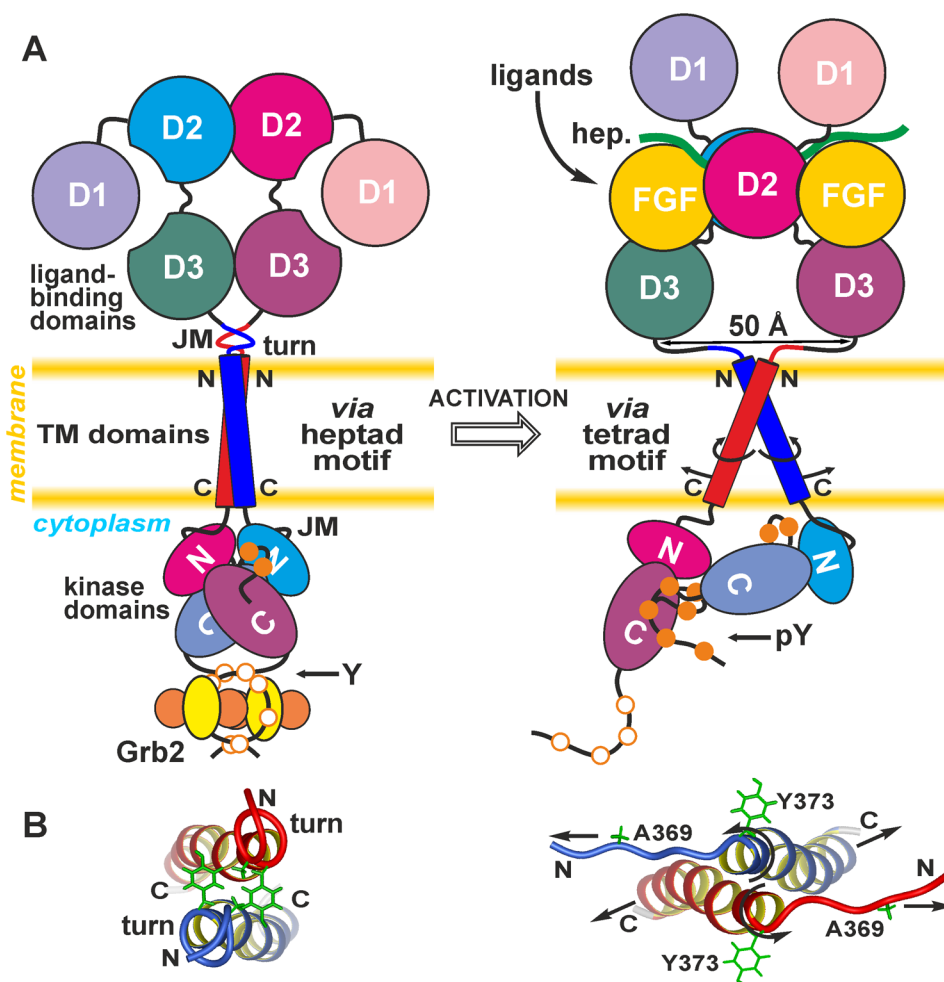 A
D2
D2
D1
D1
D3
D3
ligand-
binding
domains
JM
turn
N
N
TM domains
via
heptad
motif
membrane
C
C
cytoplasm
JM
N
N
kinase
domains
C
C
Y
Grb2
ACTIVATION
ligands
D1
D1
hep.
FGF
D2
FGF
D3
D3
50 Å
N
N
via
tetrad
motif
C
C
N
N
C
C
pY
B
N
turn
C
C
turn
N
Y373
A369
C
N
N
C
A369
Y373